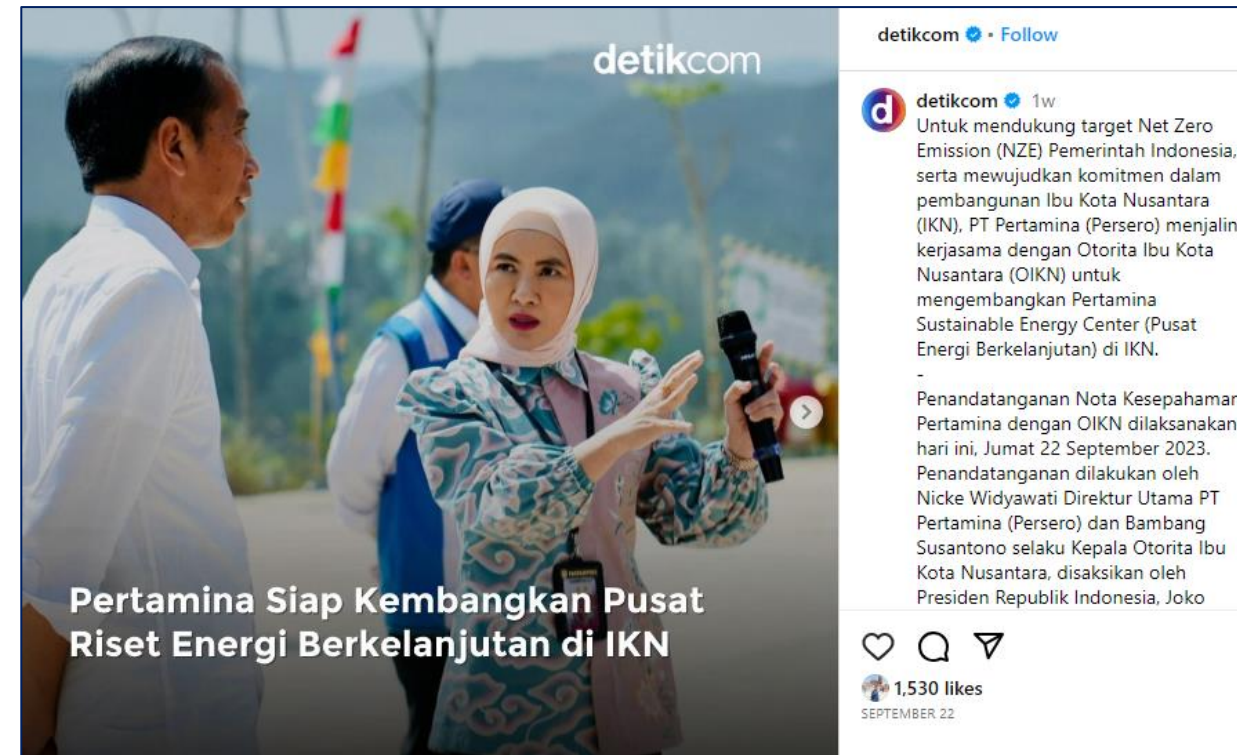 detikcom
Pertamina Siap Kembangkan Pusat
Riset Energi Berkelanjutan di IKN
detikcom • Follow
detikcom 1w
Untuk mendukung target Net Zero
Emission (NZE) Pemerintah Indonesia,
serta mewujudkan komitmen dalam
pembangunan Ibu Kota Nusantara
(IKN), PT Pertamina (Persero) menjalin
kerjasama dengan Otorita Ibu Kota
Nusantara (OIKN) untuk
mengembangkan Pertamina
Sustainable Energy Center (Pusat
Energi Berkelanjutan) di IKN.
-
Penandatanganan Nota Kesepahaman
Pertamina dengan OIKN dilaksanakan
hari ini, Jumat 22 September 2023.
Penandatanganan dilakukan oleh
Nicke Widyawati Direktur Utama PT
Pertamina (Persero) dan Bambang
Susantono selaku Kepala Otorita Ibu
Kota Nusantara, disaksikan oleh
Presiden Republik Indonesia, Joko
1,530 likes
SEPTEMBER 22